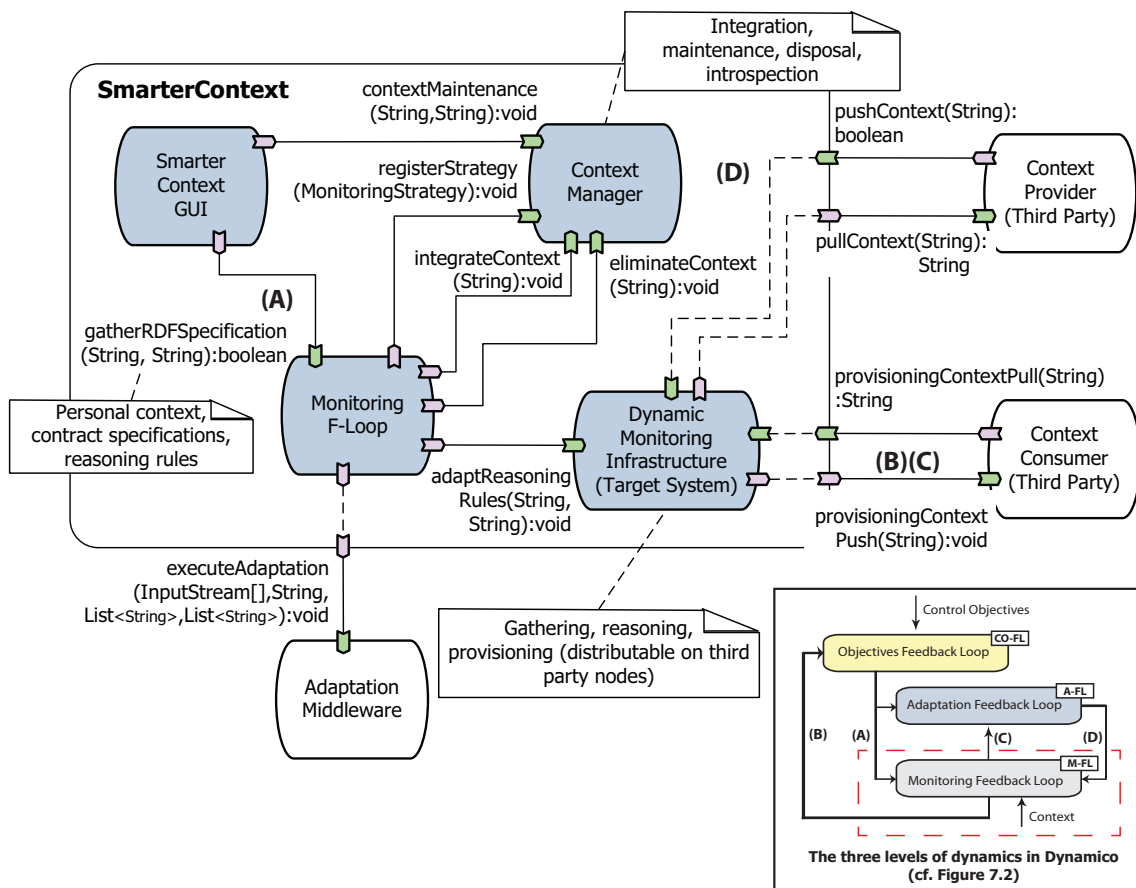 Integration,
maintenance, disposal,
introspection
SmarterContext
contextMaintenance
(String,String):void
pushContext(String):
boolean
Smarter
Context
GUI
registerStrategy
(MonitoringStrategy):void
Context
Manager
(D)
Context
Provider
(Third Party)
pullContext(String):
String
integrateContext
(String):void
eliminateContext
(String):void
(A)
gatherRDFSpecification
(String, String):boolean
Personal context,
contract specifications,
reasoning rules
Monitoring
F-Loop
provisioningContextPull(String)
:String
Dynamic
Monitoring
Infrastructure
(Target System)
Context
Consumer
(Third Party)
(B)(C)
adaptReasoning
Rules(String,
String):void
provisioningContext
Push(String):void
executeAdaptation
(InputStream[],String,
List<String>,List<String>):void
Gathering, reasoning,
provisioning (distributable on third
party nodes)
Adaptation
Middleware
Control Objectives
CO-FL
Objectives Feedback Loop
A-FL
Adaptation Feedback Loop
(B)
(A)
(C)
(D)
M-FL
Monitoring Feedback Loop
Context
The three levels of dynamics in Dynamico
(cf. Figure 7.2)